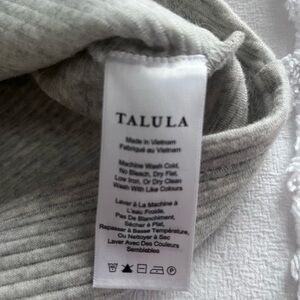 TALULA
Made in Vietnam
Fabriqué au Vietnam
Machine Wash Cold,
No Bleach, Dry Flat,
Low Iron, Or Dry Clean
Wash With Like Colours
Laver À La Machine à
L'eau Froide,
Pas De Blanchiment,
Sécher à Plat,
Repasser à Basse Température,
Ou Nettoyer à Sec
Laver Avec Des Couleurs
Semblables